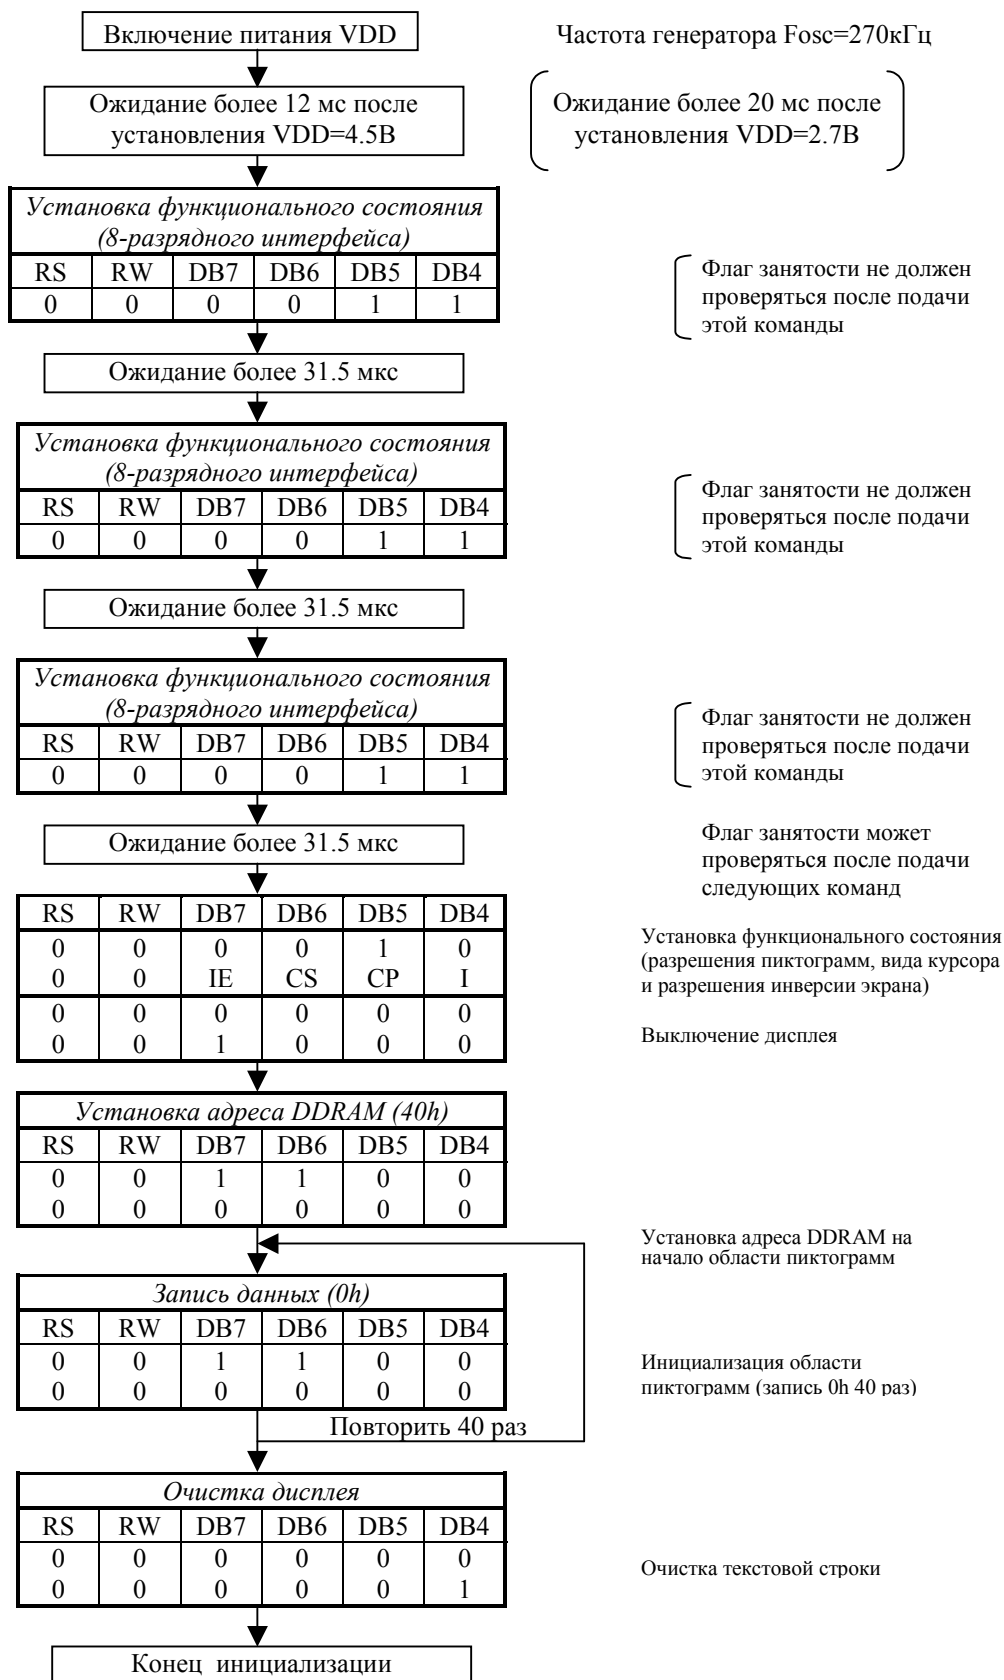 Включение питания VDD
Частота генератора Fosc=270кГц
Ожидание более 12 мс после
установления VDD=4.5В
Ожидание более 20 мс после
установления VDD=2.7В
Установка функционального состояния
(8-разрядного интерфейса)
RS RW DB7 DB6 DB5 DB4
0 0 0 0 1 1
Флаг занятости не должен
проверяться после подачи
этой команды
Ожидание более 31.5 мкс
Установка функционального состояния
(8-разрядного интерфейса)
RS RW DB7 DB6 DB5 DB4
0 0 0 0 1 1
Флаг занятости не должен
проверяться после подачи
этой команды
Ожидание более 31.5 мкс
Установка функционального состояния
(8-разрядного интерфейса)
RS RW DB7 DB6 DB5 DB4
0 0 0 0 1 1
Флаг занятости не должен
проверяться после подачи
этой команды
Ожидание более 31.5 мкс
Флаг занятости может
проверяться после подачи
следующих команд
RS RW DB7 DB6 DB5 DB4
0 0 0 0 1 0
0 0 IE CS CP I
0 0 0 0 0 0
0 0 1 0 0 0
Установка функционального состояния
(разрешения пиктограмм, вида курсора
и разрешения инверсии экрана)
Выключение дисплея
Установка адреса DDRAM (40h)
RS RW DB7 DB6 DB5 DB4
0 0 1 1 0 0
0 0 0 0 0 0
Установка адреса DDRAM на
начало области пиктограмм
Запись данных (0h)
RS RW DB7 DB6 DB5 DB4
0 0 1 1 0 0
0 0 0 0 0 0
Инициализация области
пиктограмм (запись 0h 40 раз)
Повторить 40 раз
Очистка дисплея
RS RW DB7 DB6 DB5 DB4
0 0 0 0 0 0
0 0 0 0 0 1
Очистка текстовой строки
Конец инициализации